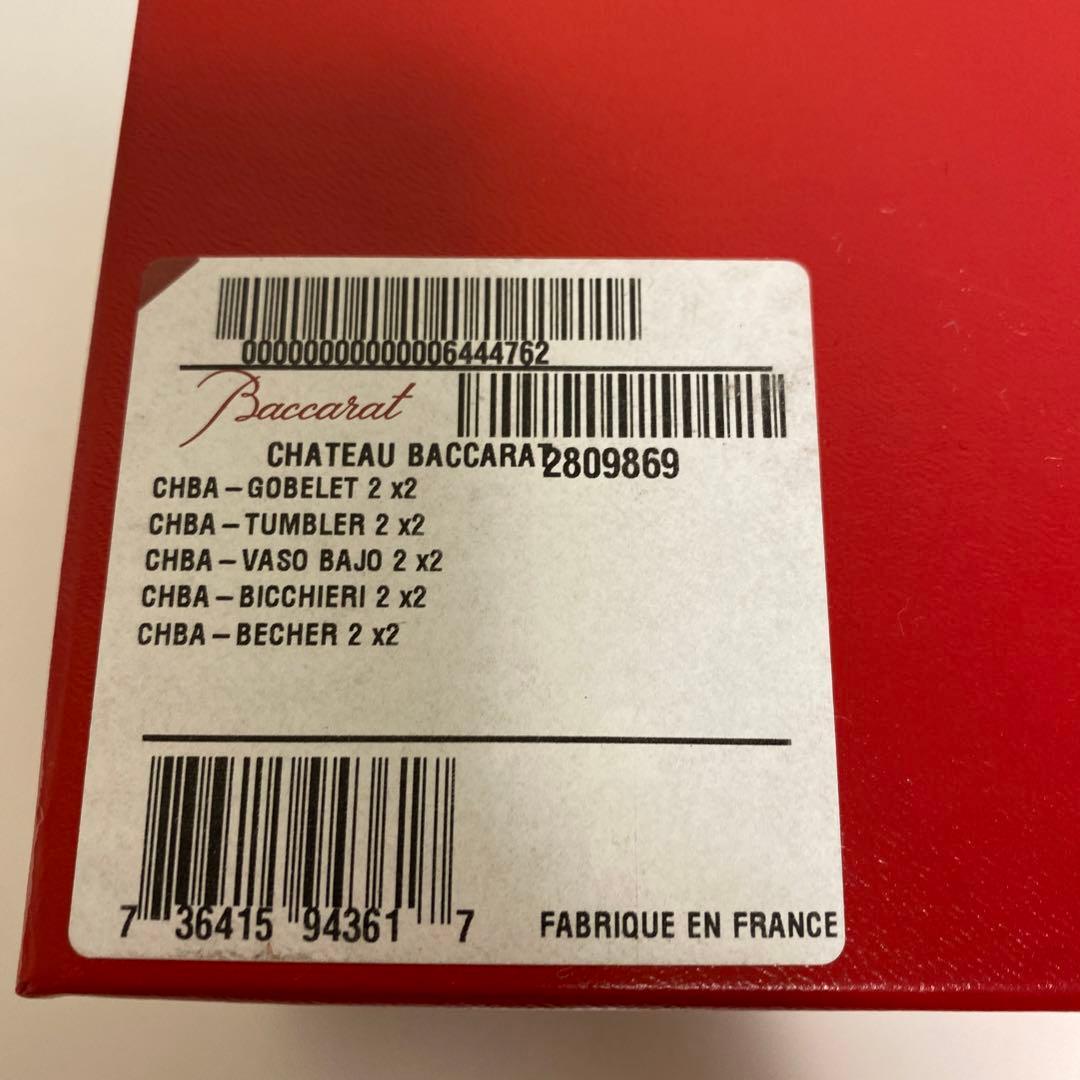 00000000000006444762
Baccarat
CHATEAU BACCARAT 2809869
CHBA-GOBELET 2 x2
CHBA-TUMBLER 2 x2
CHBA-VASO BAJO 2 x2
CHBA-BICCHIERI 2 x2
CHBA-BECHER 2 x2
7 36415 94361 7
FABRIQUE EN FRANCE